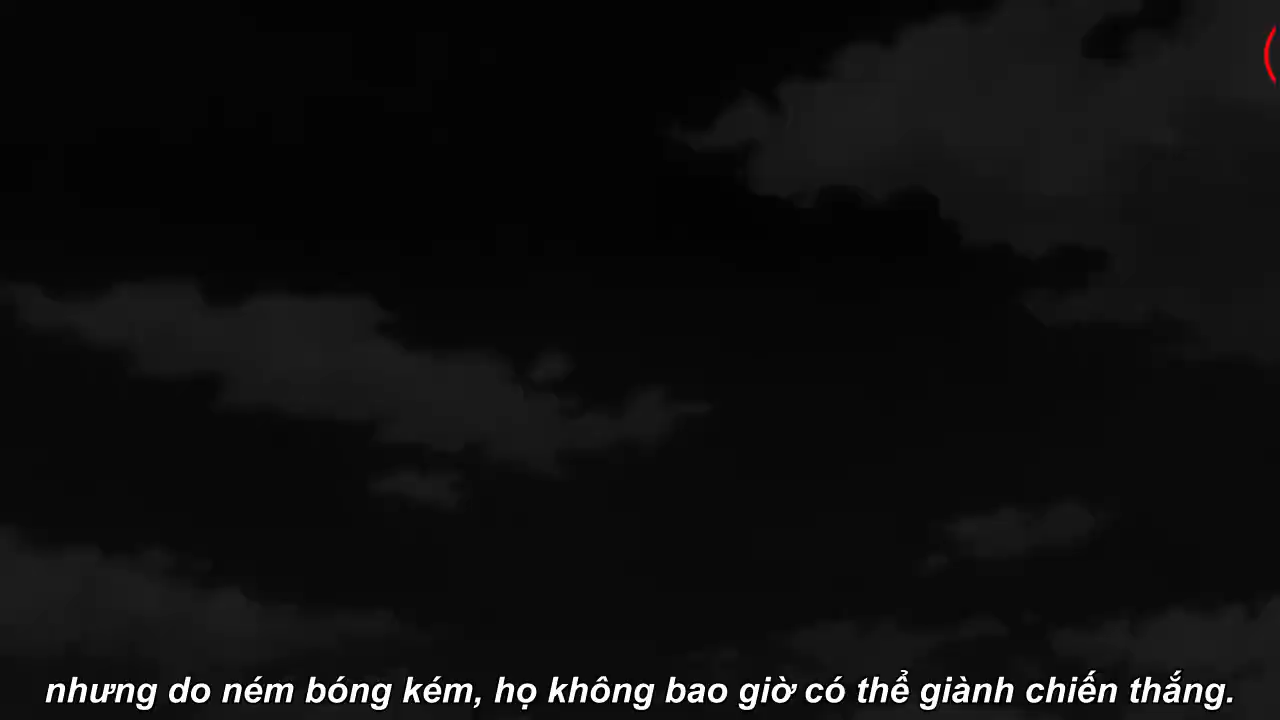 nhưng do ném bóng kém, họ không bao giờ có thể giành chiến thắng.